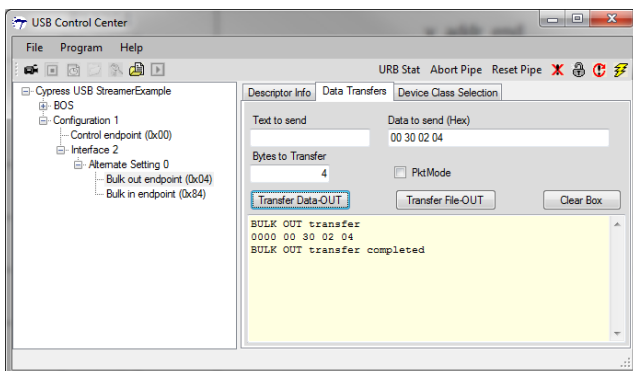 USB Control Center
File Program Help
URB Stat Abort Pipe Reset Pipe
Cypress USB StreamerExample
BOS
Configuration 1
Control endpoint (0x00)
Interface 2
Alternate Setting 0
Bulk out endpoint (0x04)
Bulk in endpoint (0x84)
Descriptor Info Data Transfers Device Class Selection
Text to send Data to send (Hex)
00 30 02 04
Bytes to Transfer
4 PktMode
Transfer Data-OUT Transfer File-OUT Clear Box
BULK OUT transfer
0000 00 30 02 04
BULK OUT transfer completed